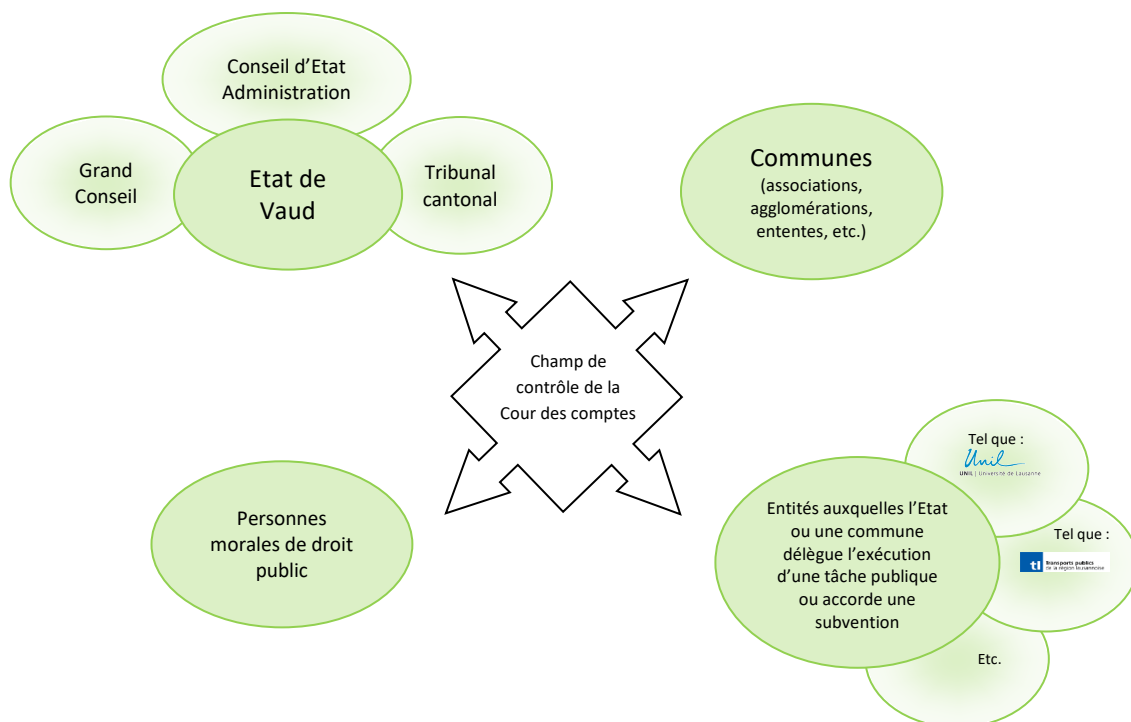 Conseil d’Etat
Administration
Grand
Conseil
Etat de
Vaud
Tribunal
cantonal
Communes
(associations,
agglomérations,
ententes, etc.)
Champ de
contrôle de la
Cour des comptes
Personnes
morales de droit
public
Entités auxquelles l’Etat
ou une commune
délègue l’exécution
d’une tâche publique
ou accorde une
subvention
Tel que :
Unil
UNIL | Université de Lausanne
Tel que :
tl Transports publics
de la région lausannoise
Etc.